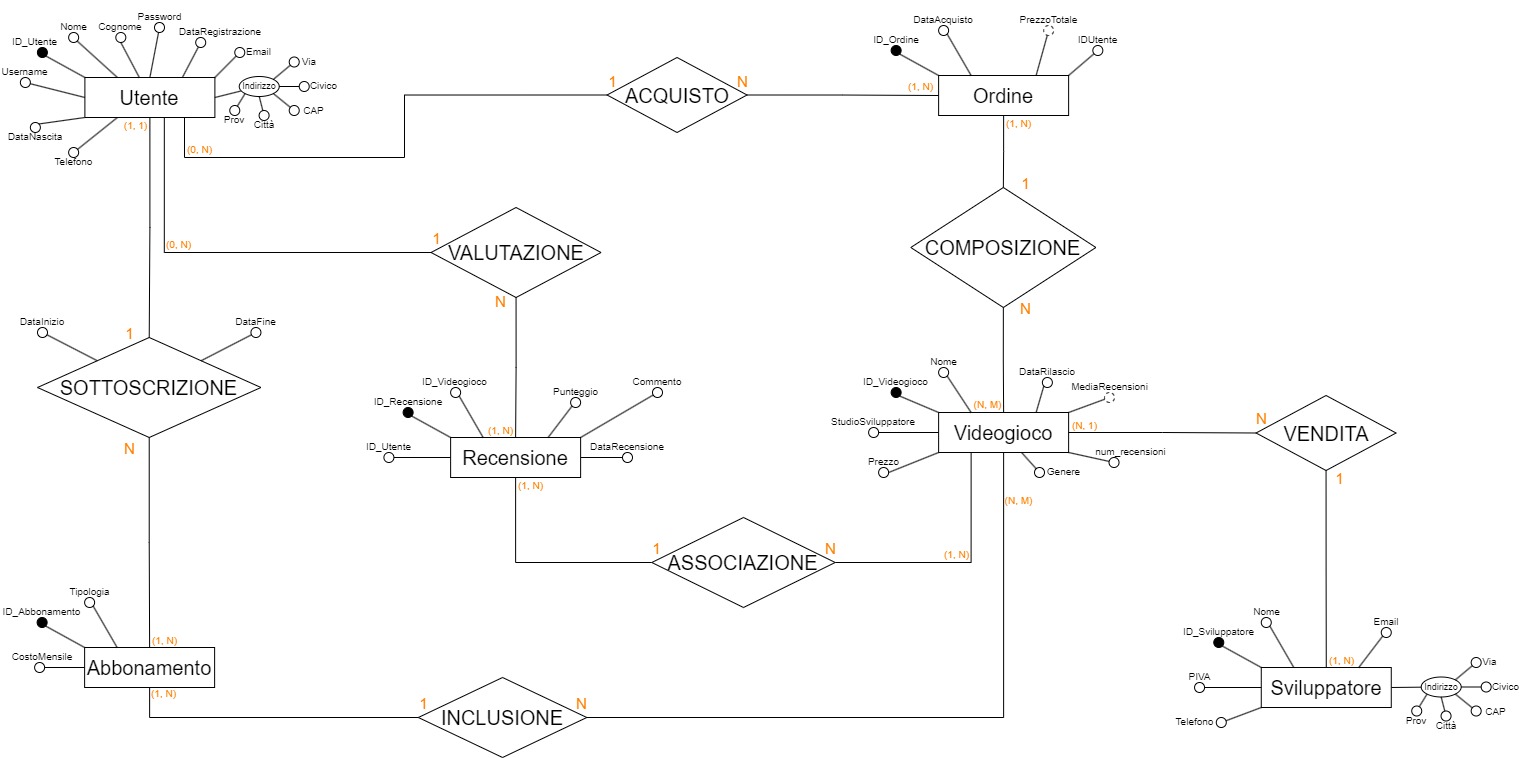 Password
Nome
Cognome
DataRegistrazione
ID_Utente
Email
Username
Utente
Indirizzo
Via
Civico
CAP
Città
Prov
DataNascita
Telefono
(1, 1)
(0, N)
(0, N)
1
ACQUISTO
N
DataAcquisto
PrezzoTotale
ID_Ordine
IDUtente
(1, N)
Ordine
(1, N)
1
COMPOSIZIONE
N
1
VALUTAZIONE
N
DataInizio
DataFine
1
SOTTOSCRIZIONE
N
ID_Videogioco
Punteggio
Commento
ID_Recensione
ID_Utente
DataRecensione
(1, N)
Recensione
(1, N)
Nome
DataRilascio
ID_Videogioco
MediaRecensioni
StudioSviluppatore
(N, M)
Videogioco
(N, 1)
Prezzo
Genere
num_recensioni
(N, M)
(1, N)
N
VENDITA
1
1
ASSOCIAZIONE
N
Tipologia
ID_Abbonamento
CostoMensile
(1, N)
Abbonamento
(1, N)
1
INCLUSIONE
N
Nome
Email
ID_Sviluppatore
PIVA
Telefono
(1, N)
Sviluppatore
Indirizzo
Via
Civico
CAP
Città
Prov